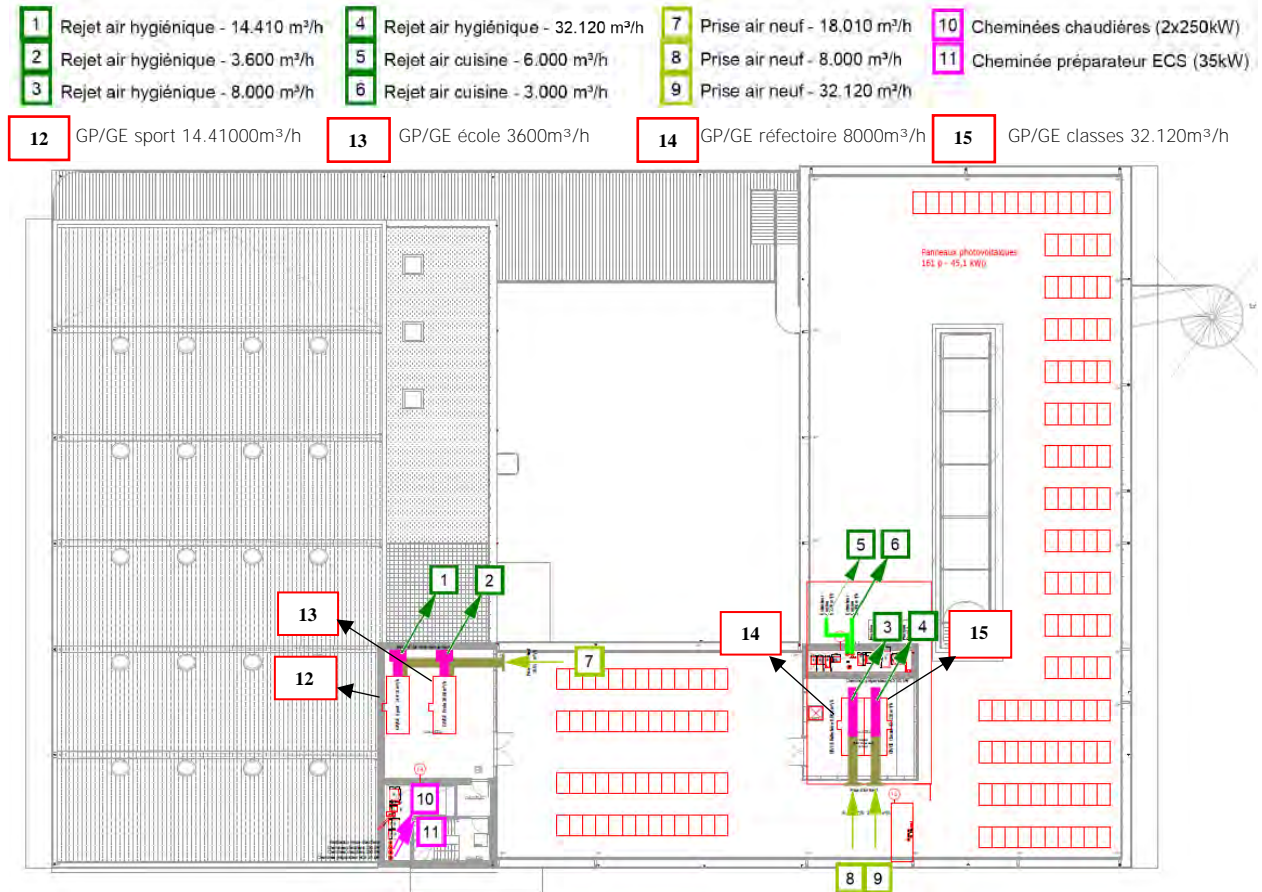 1 Rejet air hygiénique - 14.410 m³/h
2 Rejet air hygiénique - 3.600 m³/h
3 Rejet air hygiénique - 8.000 m³/h
4 Rejet air hygiénique - 32.120 m³/h
5 Rejet air cuisine - 6.000 m³/h
6 Rejet air cuisine - 3.000 m³/h
7 Prise air neuf - 18.010 m³/h
8 Prise air neuf - 8.000 m³/h
9 Prise air neuf - 32.120 m³/h
10 Cheminées chaudières (2x250kW)
11 Cheminée préparateur ECS (35kW)
12 GP/GE sport 14.41000m³/h
13 GP/GE école 3600m³/h
14 GP/GE réfectoire 8000m³/h
15 GP/GE classes 32.120m³/h
Panneaux photovoltaïques
161 p - 45,1 kWp
5
6
1
2
13
3
4
14
15
7
12
10
11
8
9